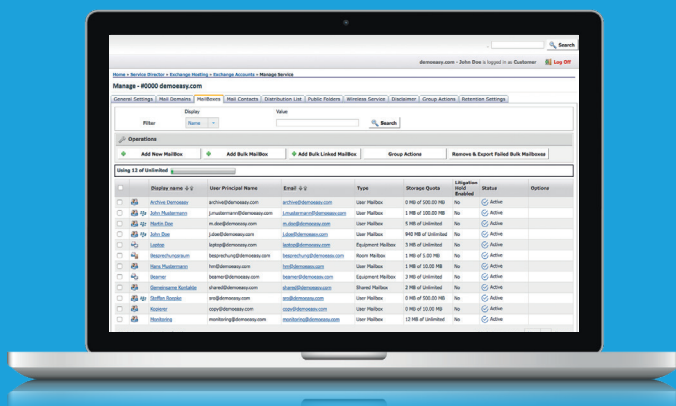 Search
demoeasy.com - John Doe is logged in as Customer Log Off
Home » Service Director » Exchange Hosting » Exchange Accounts » Manage Service
Manage - #0000 demoeasy.com
General Settings Mail Domains MailBoxes Mail Contacts Distribution List Public Folders Wireless Service Disclaimer Group Actions Retention Settings
Display Value
Filter Name Search
Operations
Add New MailBox Add Bulk MailBox Add Bulk Linked MailBox Group Actions Remove & Export Failed Bulk Mailboxes
Using 12 of Unlimited
Display name User Principal Name Email Type Storage Quota Litigation Hold Enabled Status Options
Archive Demoeasy archive@demoeasy.com archive@demoeasy.com User Mailbox 0 MB of 500.00 MB No Active
John Mustermann j.mustermann@demoeasy.com j.mustermann@demoeasy.com User Mailbox 1 MB of 100.00 MB No Active
Martin Doe m.doe@demoeasy.com m.doe@demoeasy.com User Mailbox 0 MB of Unlimited No Active
John Doe j.doe@demoeasy.com j.doe@demoeasy.com User Mailbox 840 MB of Unlimited No Active
Laptop laptop@demoeasy.com laptop@demoeasy.com Equipment Mailbox 3 MB of Unlimited No Active
Besprechungsraum besprechung@demoeasy.com besprechung@demoeasy.com Room Mailbox 1 MB of 5.00 MB No Active
Hans Mustermann hm@demoeasy.com hm@demoeasy.com User Mailbox 1 MB of 10.00 MB No Active
Beamer beamer@demoeasy.com beamer@demoeasy.com Equipment Mailbox 2 MB of Unlimited No Active
Gemeinsame Kontakte shared@demoeasy.com shared@demoeasy.com Shared Mailbox 2 MB of Unlimited No Active
Steffen sro@demoeasy.com sro@demoeasy.com User Mailbox 0 MB of 500.00 MB No Active
Kopierer copy@demoeasy.com copy@demoeasy.com User Mailbox 0 MB of 10.00 MB No Active
Monitoring monitoring@demoeasy.com monitoring@demoeasy.com User Mailbox 12 MB of Unlimited No Active